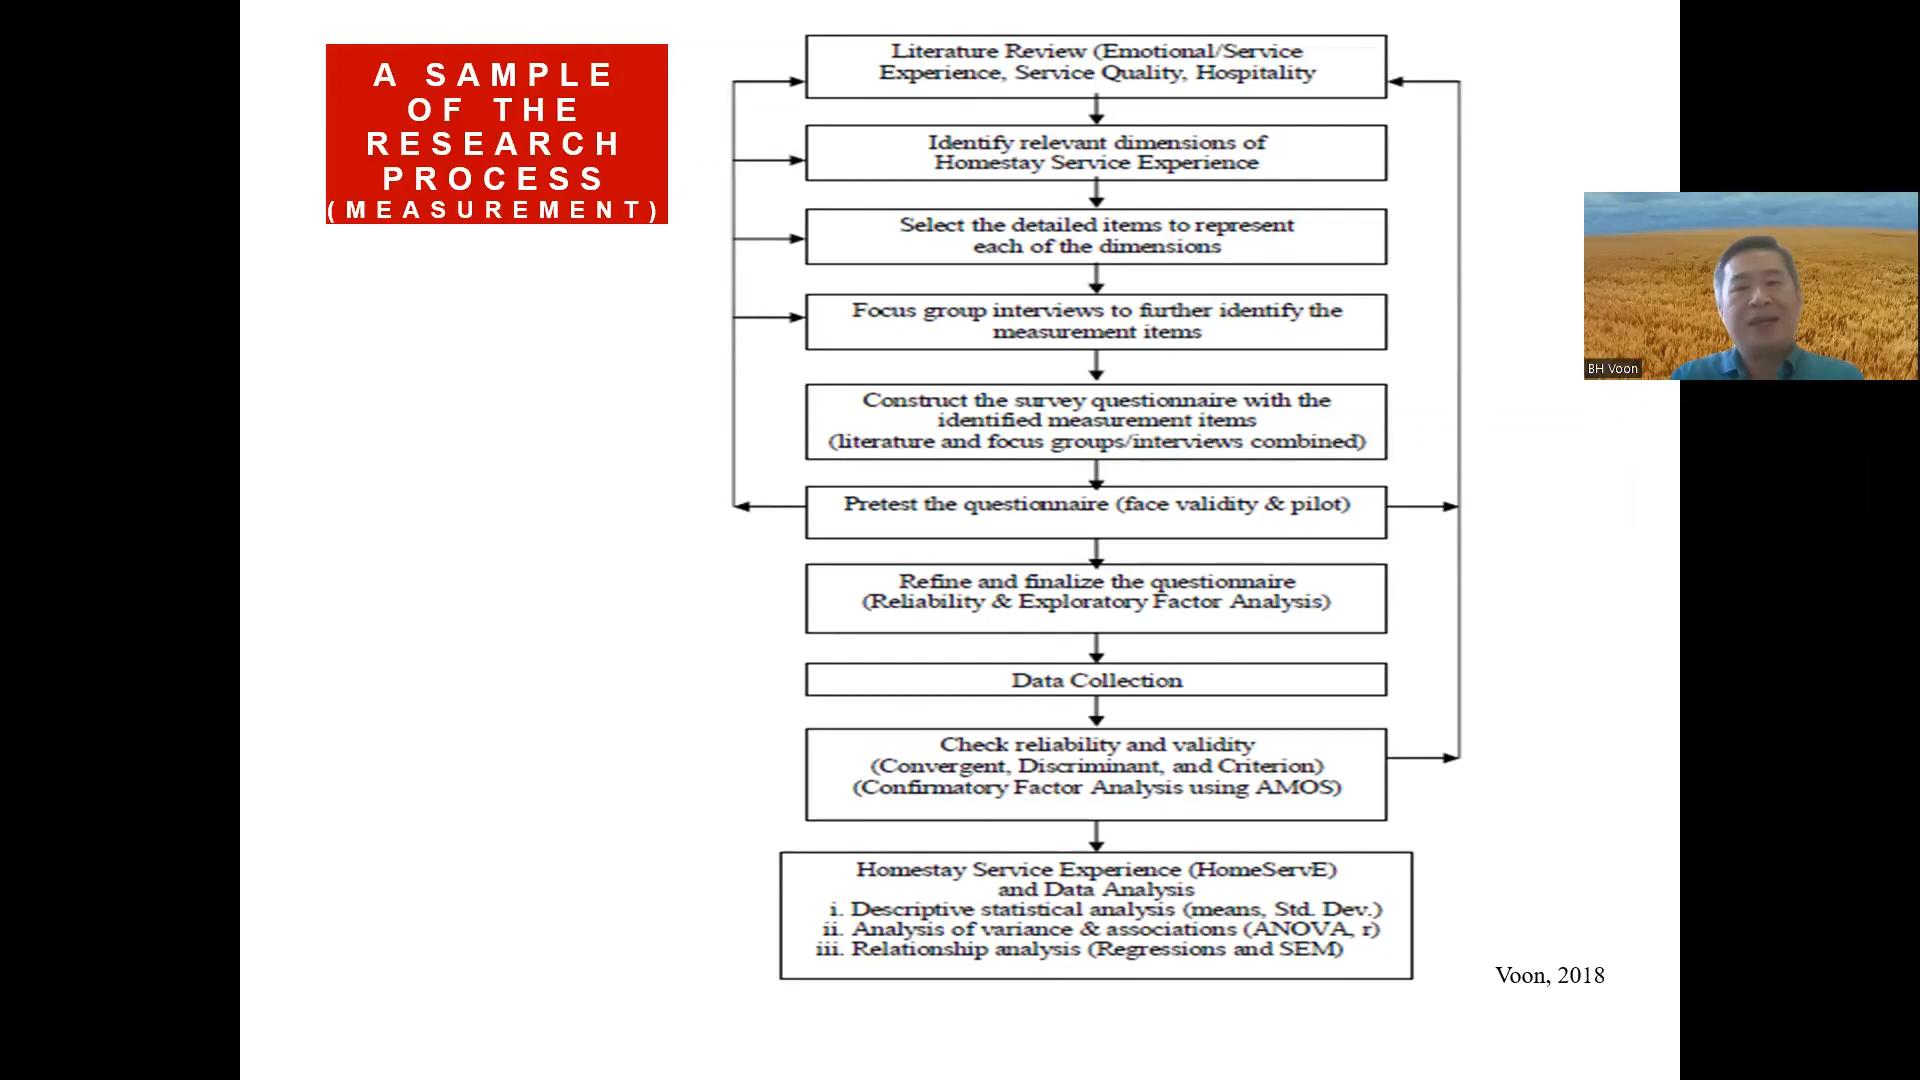 A SAMPLE
OF THE
RESEARCH
PROCESS
(MEASUREMENT)
Literature Review (Emotional/Service
Experience, Service Quality, Hospitality
Identify relevant dimensions of
Homestay Service Experience
Select the detailed items to represent
each of the dimensions
Focus group interviews to further identify the
measurement items
Construct the survey questionnaire with the
identified measurement items
(literature and focus groups/interviews combined)
Pretest the questionnaire (face validity & pilot)
Refine and finalize the questionnaire
(Reliability & Exploratory Factor Analysis)
Data Collection
Check reliability and validity
(Convergent, Discriminant, and Criterion)
(Confirmatory Factor Analysis using AMOS)
Homestay Service Experience (HomeServE)
and Data Analysis
i. Descriptive statistical analysis (means, Std. Dev.)
ii. Analysis of variance & associations (ANOVA, r)
iii. Relationship analysis (Regressions and SEM)
Voon, 2018
BH Voon